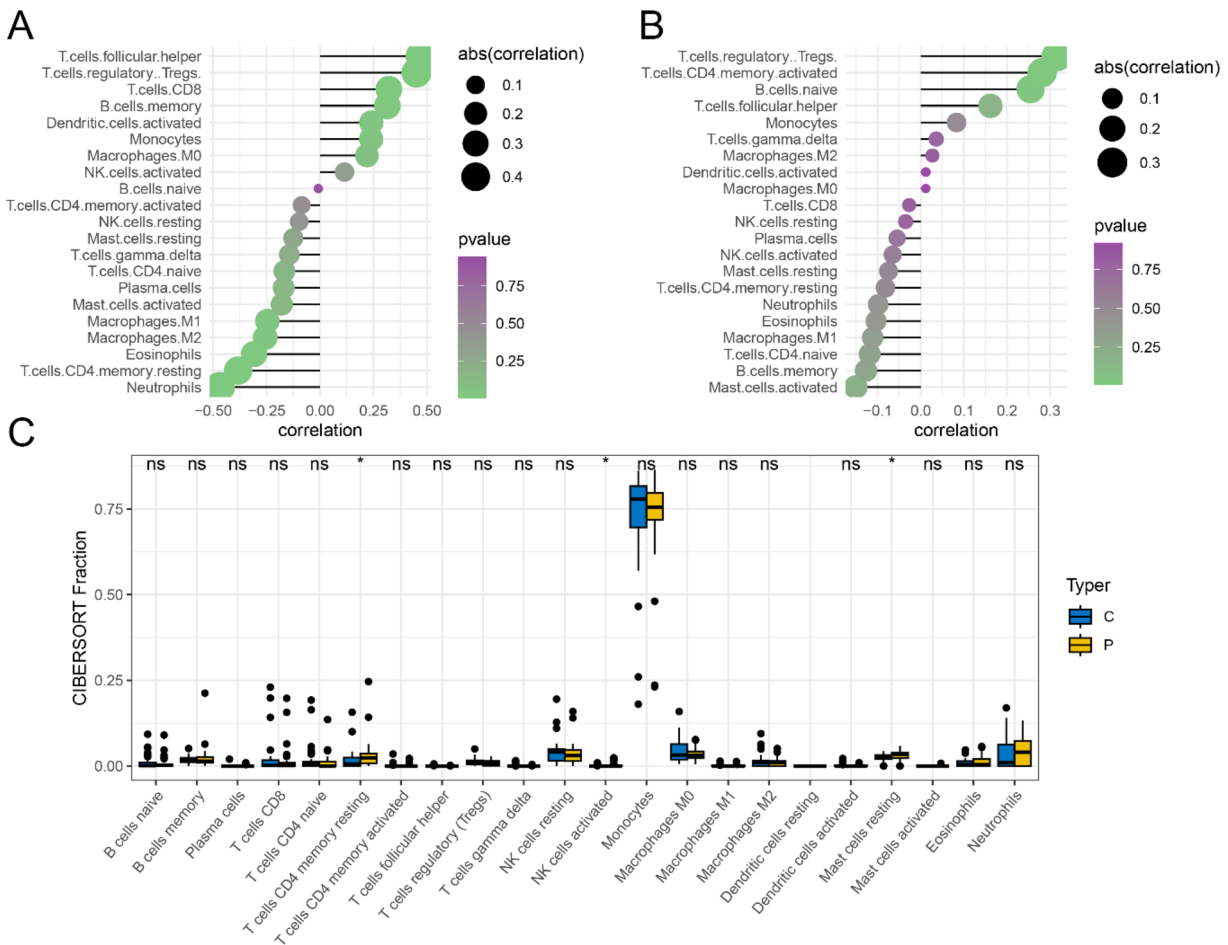 A
T.cells.follicular.helper
T.cells.regulatory..Tregs.
T.cells.CD8
B.cells.memory
Dendritic.cells.activated
Monocytes
Macrophages.M0
NK.cells.activated
B.cells.naive
T.cells.CD4.memory.activated
NK.cells.resting
Mast.cells.resting
T.cells.gamma.delta
T.cells.CD4.naive
Plasma.cells
Mast.cells.activated
Macrophages.M1
Macrophages.M2
Eosinophils
T.cells.CD4.memory.resting
Neutrophils
−0.50 −0.25 0.00 0.25 0.50
correlation
abs(correlation)
0.1
0.2
0.3
0.4
pvalue
0.75
0.50
0.25
B
T.cells.regulatory..Tregs.
T.cells.CD4.memory.activated
B.cells.naive
T.cells.follicular.helper
Monocytes
T.cells.gamma.delta
Macrophages.M2
Dendritic.cells.activated
Macrophages.M0
T.cells.CD8
NK.cells.resting
Plasma.cells
NK.cells.activated
Mast.cells.resting
T.cells.CD4.memory.resting
Neutrophils
Eosinophils
Macrophages.M1
T.cells.CD4.naive
B.cells.memory
Mast.cells.activated
−0.1 0.0 0.1 0.2 0.3
correlation
abs(correlation)
0.1
0.2
0.3
pvalue
0.75
0.50
0.25
C
ns ns ns ns ns * ns ns ns ns ns * ns ns ns ns ns * ns ns ns
CIBERSORT Fraction
0.75
0.50
0.25
0.00
B cells naive
B cells memory
Plasma cells
T cells CD8
T cells CD4 naive
T cells CD4 memory resting
T cells CD4 memory activated
T cells follicular helper
T cells regulatory (Tregs)
T cells gamma delta
NK cells resting
NK cells activated
Monocytes
Macrophages M0
Macrophages M1
Macrophages M2
Dendritic cells resting
Dendritic cells activated
Mast cells resting
Mast cells activated
Eosinophils
Neutrophils
Typer
C
P